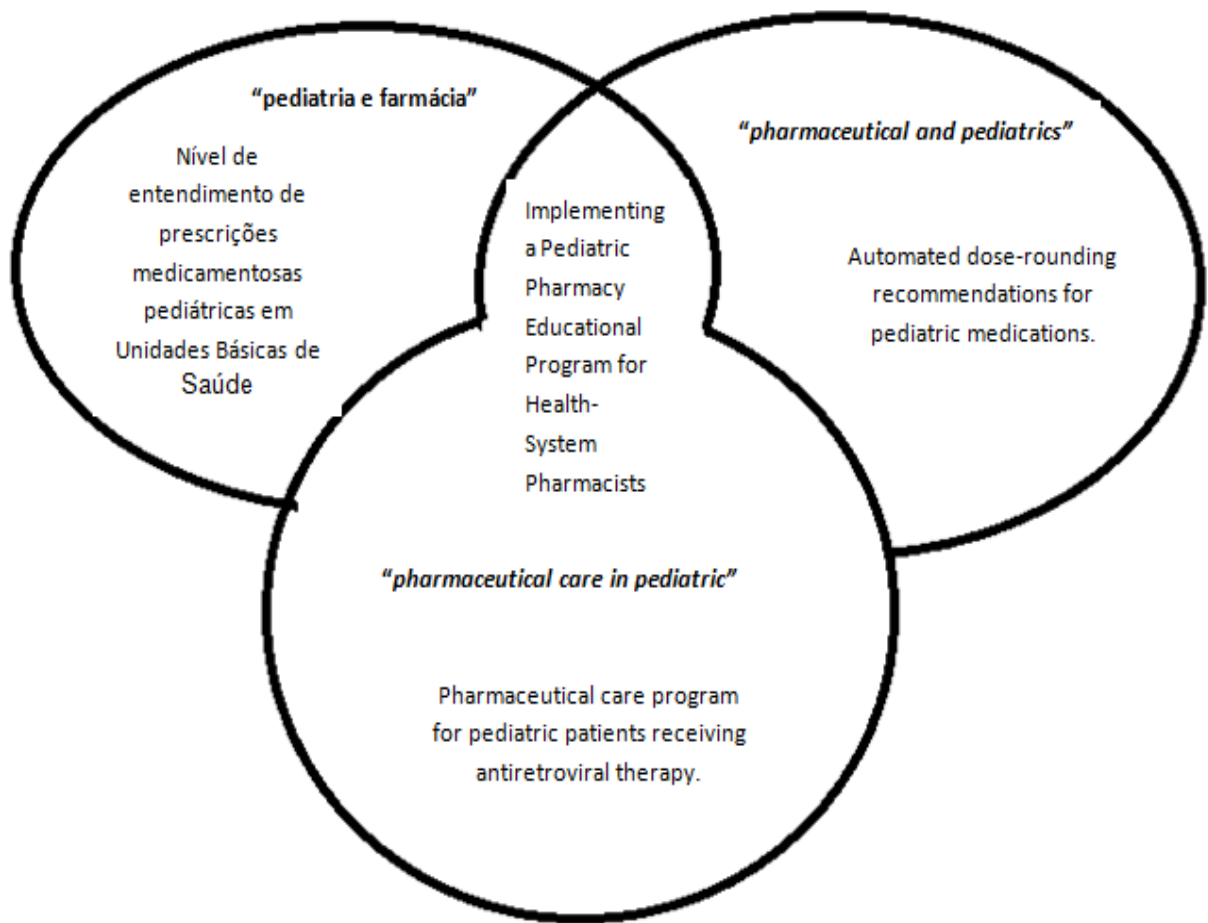 “pediatria e farmácia”
Nível de
entendimento de
prescrições
medicamentosas
pediátricas em
Unidades Básicas de
Saúde
“pharmaceutical and pediatrics”
Automated dose-rounding
recommendations for
pediatric medications.
Implementing
a Pediatric
Pharmacy
Educational
Program for
Health-
System
Pharmacists
“pharmaceutical care in pediatric”
Pharmaceutical care program
for pediatric patients receiving
antiretroviral therapy.